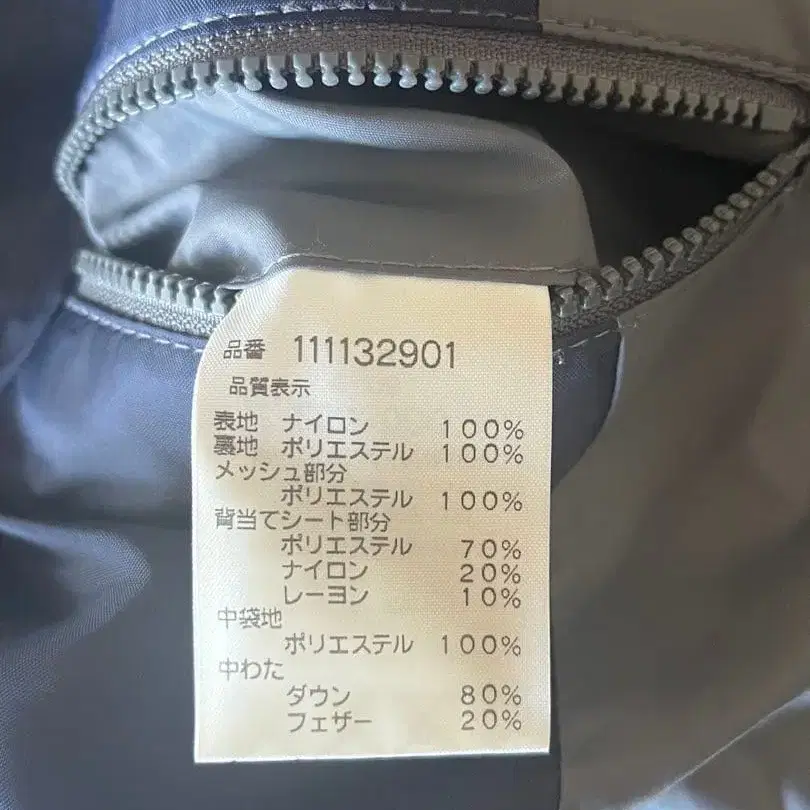 品番 111132901
品質表示
表地 ナイロン 100%
裏地 ポリエステル 100%
メッシュ部分
ポリエステル 100%
背当てシート部分
ポリエステル 70%
ナイロン 20%
レーヨン 10%
中袋地
ポリエステル 100%
中わた
ダウン 80%
フェザー 20%